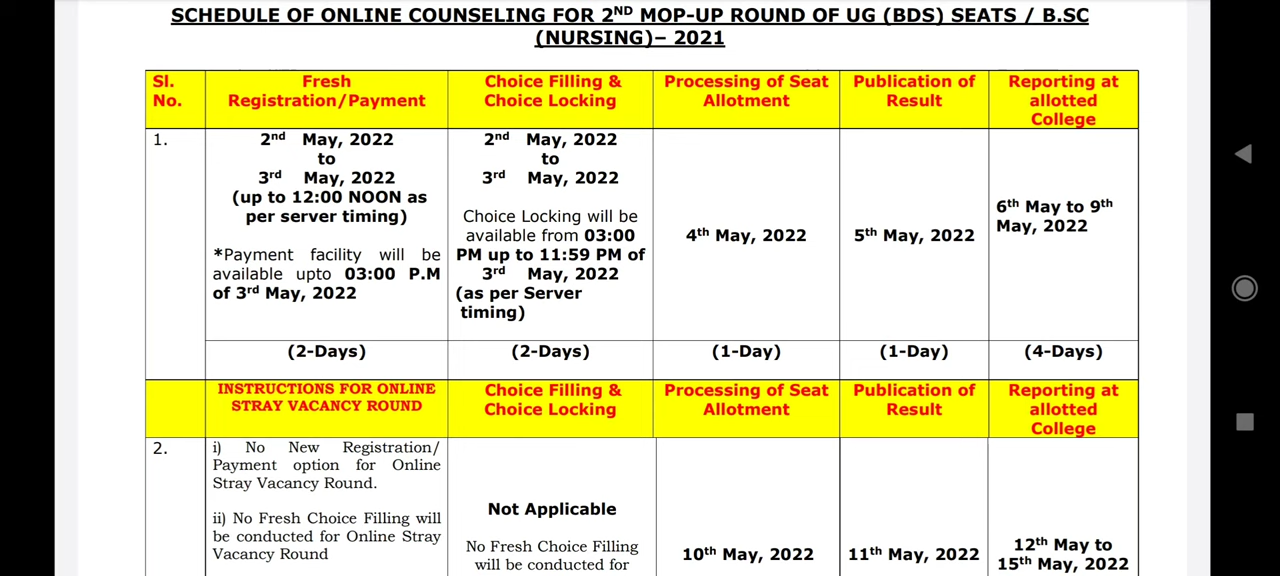 SCHEDULE OF ONLINE COUNSELING FOR 2ND MOP-UP ROUND OF UG (BDS) SEATS / B.SC
(NURSING)– 2021
Sl.
No.
Fresh
Registration/Payment
Choice Filling &
Choice Locking
Processing of Seat
Allotment
Publication of
Result
Reporting at
allotted
College
1.
2nd May, 2022
to
3rd May, 2022
(up to 12:00 NOON as
per server timing)
*Payment facility will be
available upto 03:00 P.M
of 3rd May, 2022
2nd May, 2022
to
3rd May, 2022
Choice Locking will be
available from 03:00
PM up to 11:59 PM of
3rd May, 2022
(as per Server
timing)
4th May, 2022
5th May, 2022
6th May to 9th
May, 2022
(2-Days)
(2-Days)
(1-Day)
(1-Day)
(4-Days)
INSTRUCTIONS FOR ONLINE
STRAY VACANCY ROUND
Choice Filling &
Choice Locking
Processing of Seat
Allotment
Publication of
Result
Reporting at
allotted
College
2.
i) No New Registration/
Payment option for Online
Stray Vacancy Round.
ii) No Fresh Choice Filling will
be conducted for Online Stray
Vacancy Round
Not Applicable
No Fresh Choice Filling
will be conducted for
10th May, 2022
11th May, 2022
12th May to
15th May, 2022